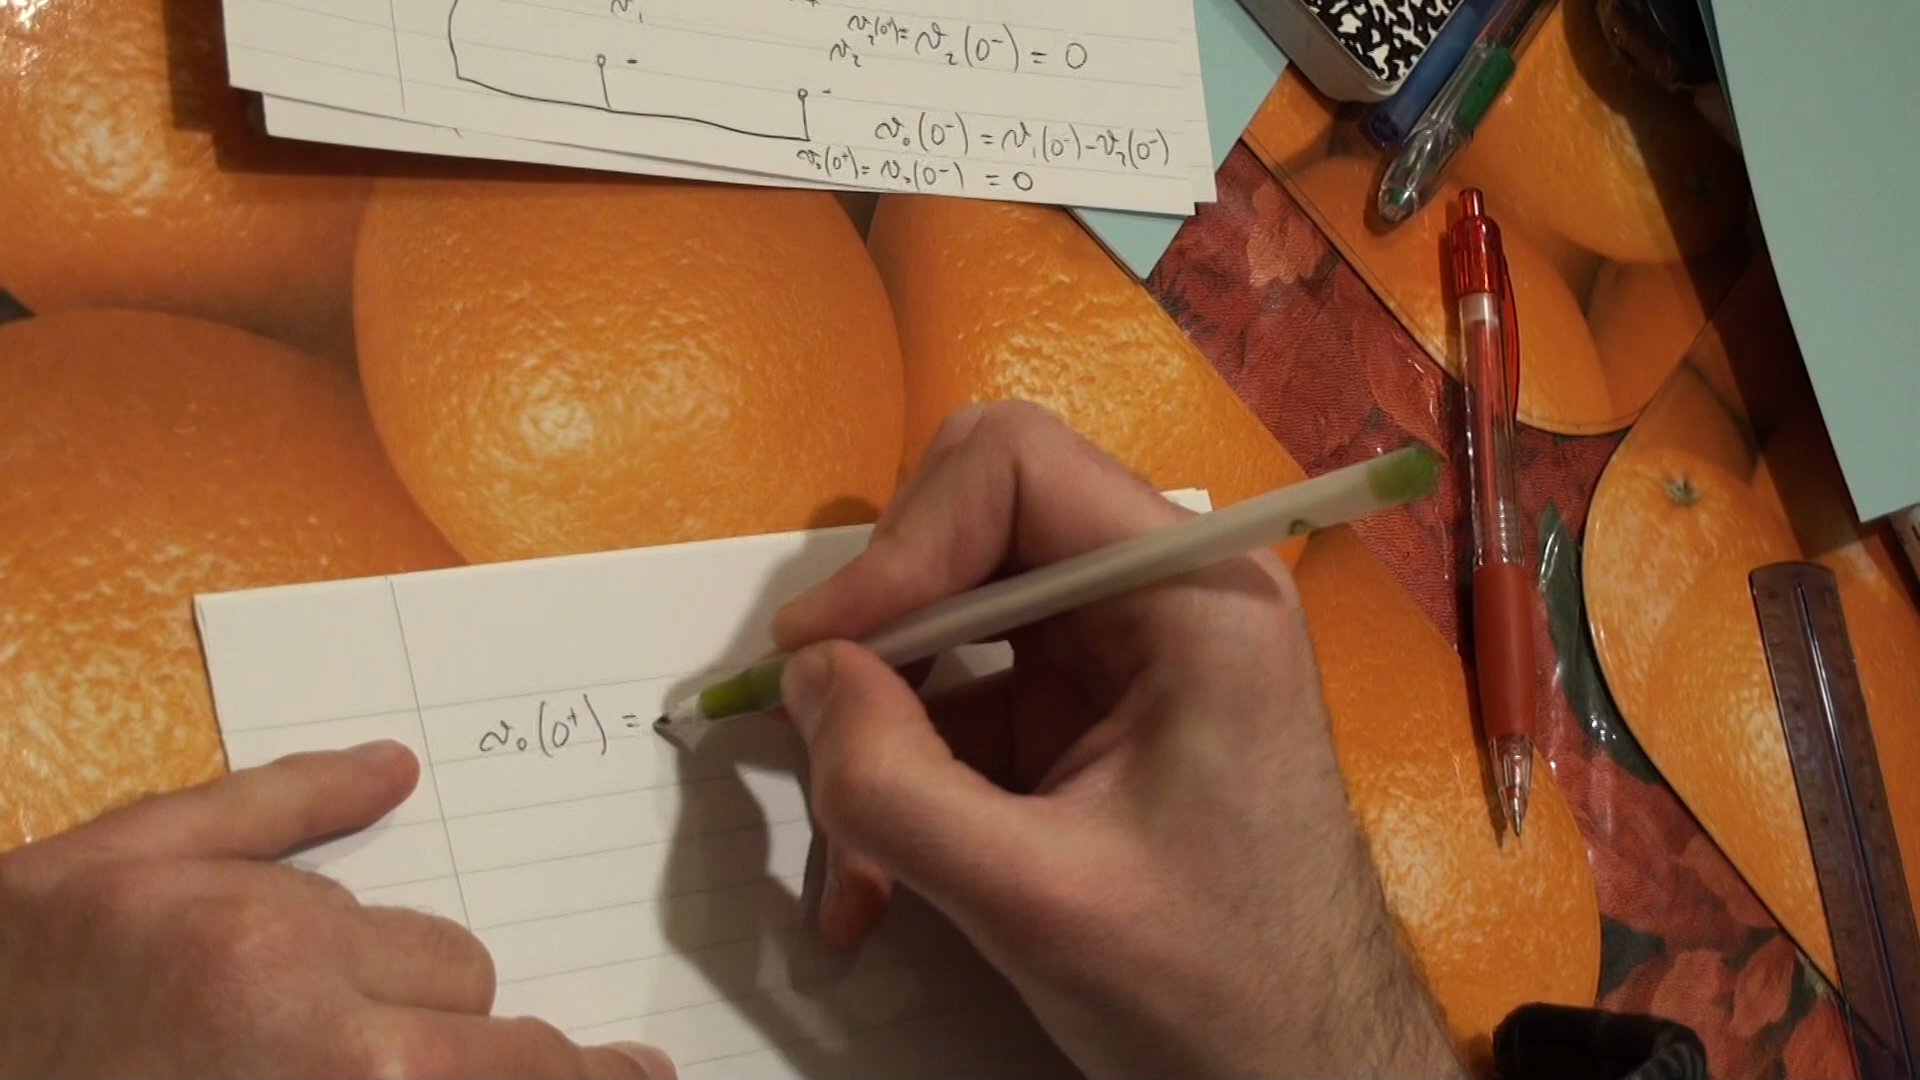 v₁
v₂(0⁺)= v₂(0⁻) = 0
v₂
v₀(0⁻) = v₁(0⁻)-v₂(0⁻)
v₀(0⁺)= v₀(0⁻) = 0
v₀(0⁺) =